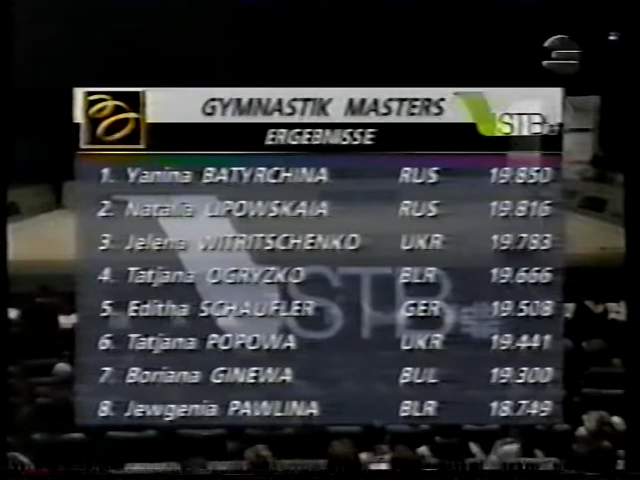 GYMNASTIK MASTERS
STB
ERGEBNISSE
1. Yanina BATYRCHINA RUS 19.850
2. Natalia LIPOWSKAIA RUS 19.816
3. Jelena WITRITSCHENKO UKR 19.783
4. Tatjana OGRYZKO BLR 19.666
5. Editha SCHAUFLER GER 19.508
STB
6. Tatjana POPOWA UKR 19.441
7. Boriana GINEWA BUL 19.300
8. Jewgenia PAWLINA BLR 18.749